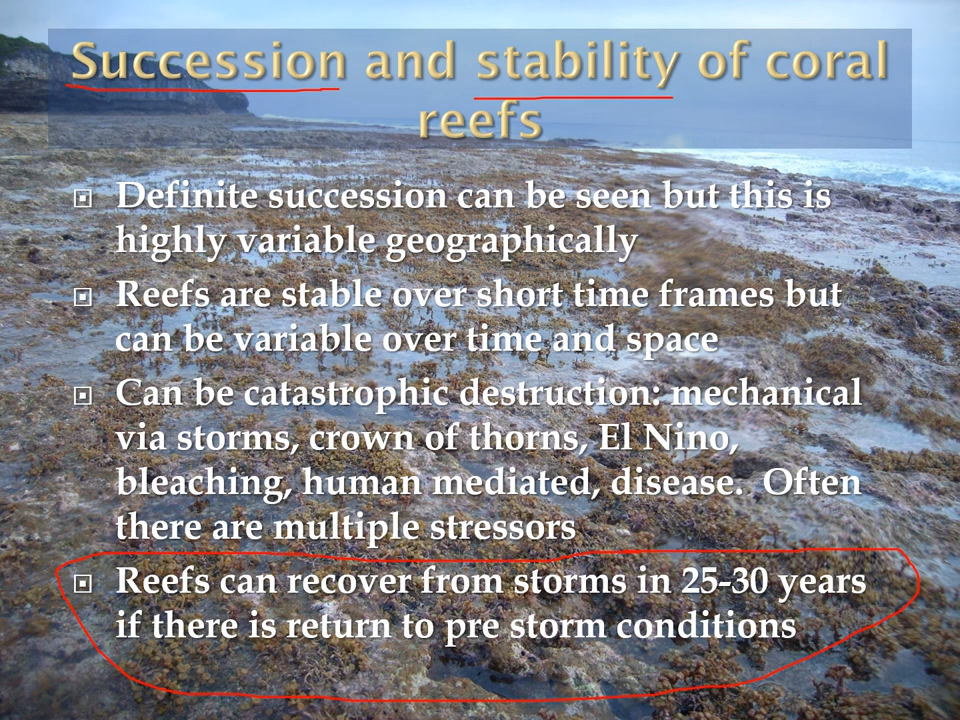 Succession and stability of coral
reefs
Definite succession can be seen but this is
highly variable geographically
Reefs are stable over short time frames but
can be variable over time and space
Can be catastrophic destruction: mechanical
via storms, crown of thorns, El Nino,
bleaching, human mediated, disease.  Often
there are multiple stressors
Reefs can recover from storms in 25-30 years
if there is return to pre storm conditions